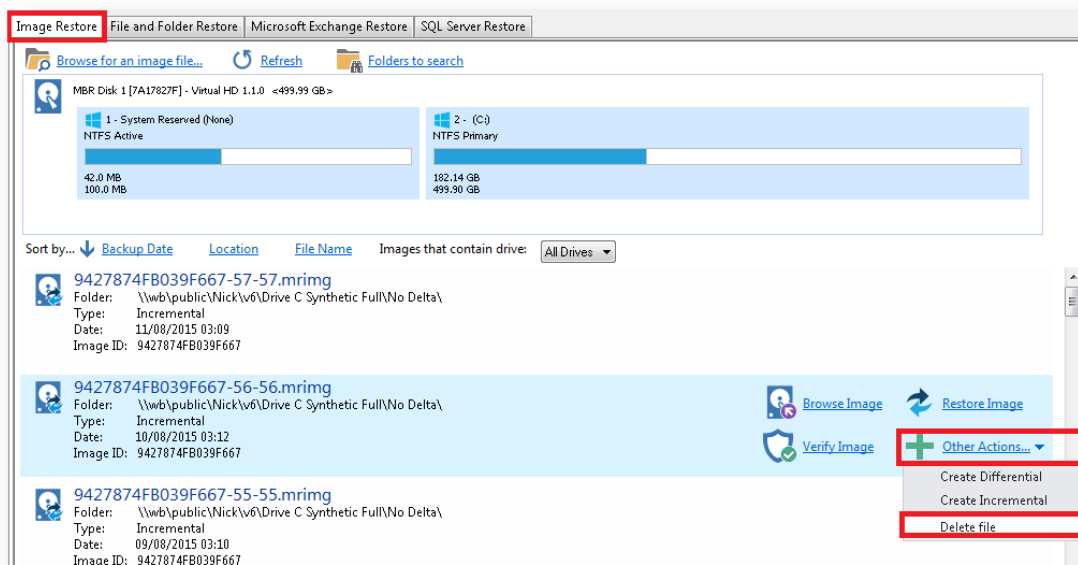 Image Restore File and Folder Restore Microsoft Exchange Restore SQL Server Restore
Browse for an image file... Refresh Folders to search
MBR Disk 1 [7A17827F] - Virtual HD 1.1.0 <499.99 GB>
1 - System Reserved (None) 2 - (C:)
NTFS Active NTFS Primary
42.0 MB 182.14 GB
100.0 MB 499.90 GB
Sort by... Backup Date Location File Name Images that contain drive: All Drives
9427874FB039F667-57-57.mrimg
Folder: \\wb\public\Nick\v6\Drive C Synthetic Full\No Delta\
Type: Incremental
Date: 11/08/2015 03:09
Image ID: 9427874FB039F667
9427874FB039F667-56-56.mrimg
Folder: \\wb\public\Nick\v6\Drive C Synthetic Full\No Delta\ Browse Image Restore Image
Type: Incremental
Date: 10/08/2015 03:12 Verify Image Other Actions...
Image ID: 9427874FB039F667
Create Differential
9427874FB039F667-55-55.mrimg Create Incremental
Folder: \\wb\public\Nick\v6\Drive C Synthetic Full\No Delta\
Type: Incremental Delete file
Date: 09/08/2015 03:10
Image ID: 9427874FB039F667